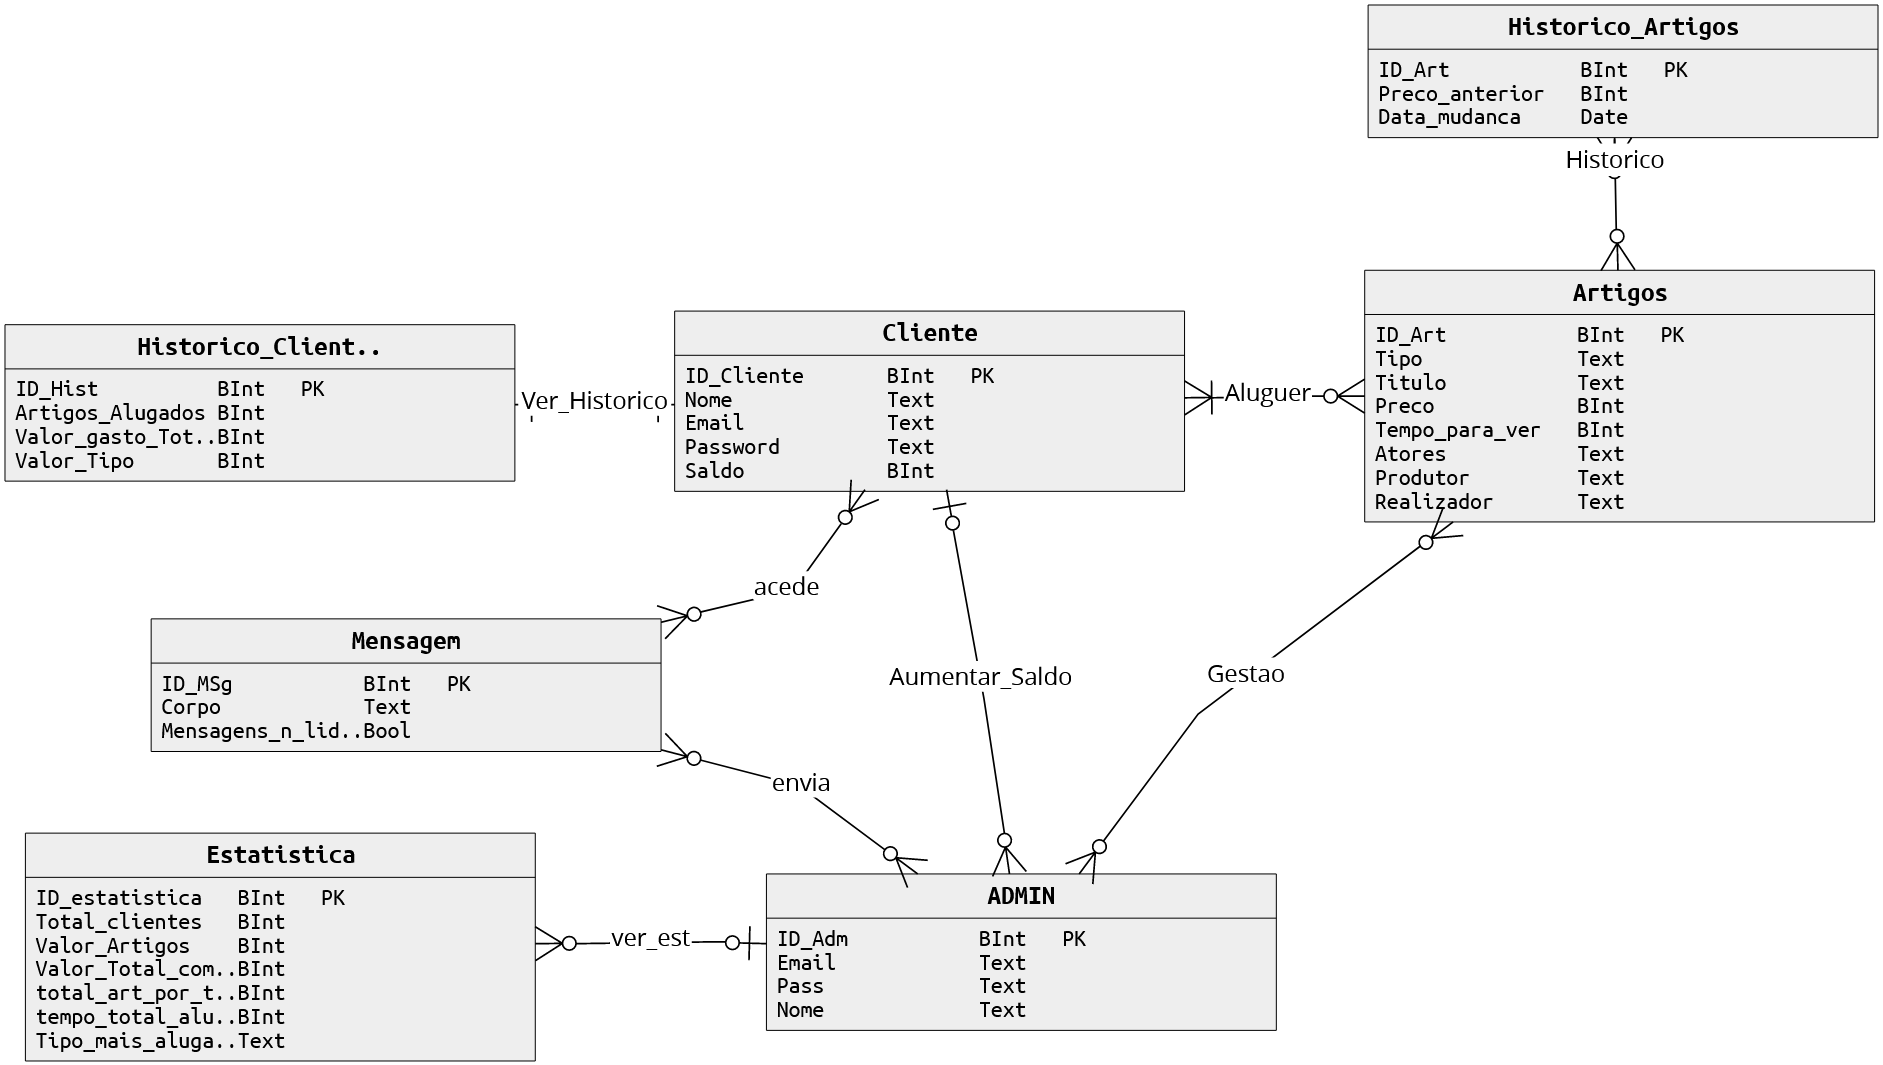 Historico_Artigos
ID_Art BInt PK
Preco_anterior BInt
Data_mudanca Date
Historico
Artigos
ID_Art BInt PK
Tipo Text
Titulo Text
Preco BInt
Tempo_para_ver BInt
Atores Text
Produtor Text
Realizador Text
Historico_Client..
ID_Hist BInt PK
Artigos_Alugados BInt
Valor_gasto_Tot..BInt
Valor_Tipo BInt
Ver_Historico
Cliente
ID_Cliente BInt PK
Nome Text
Email Text
Password Text
Saldo BInt
Aluguer
acede
Mensagem
ID_MSg BInt PK
Corpo Text
Mensagens_n_lid..Bool
Aumentar_Saldo
Gestao
envia
Estatistica
ID_estatistica BInt PK
Total_clientes BInt
Valor_Artigos BInt
Valor_Total_com..BInt
total_art_por_t..BInt
tempo_total_alu..BInt
Tipo_mais_aluga..Text
ver_est
ADMIN
ID_Adm BInt PK
Email Text
Pass Text
Nome Text